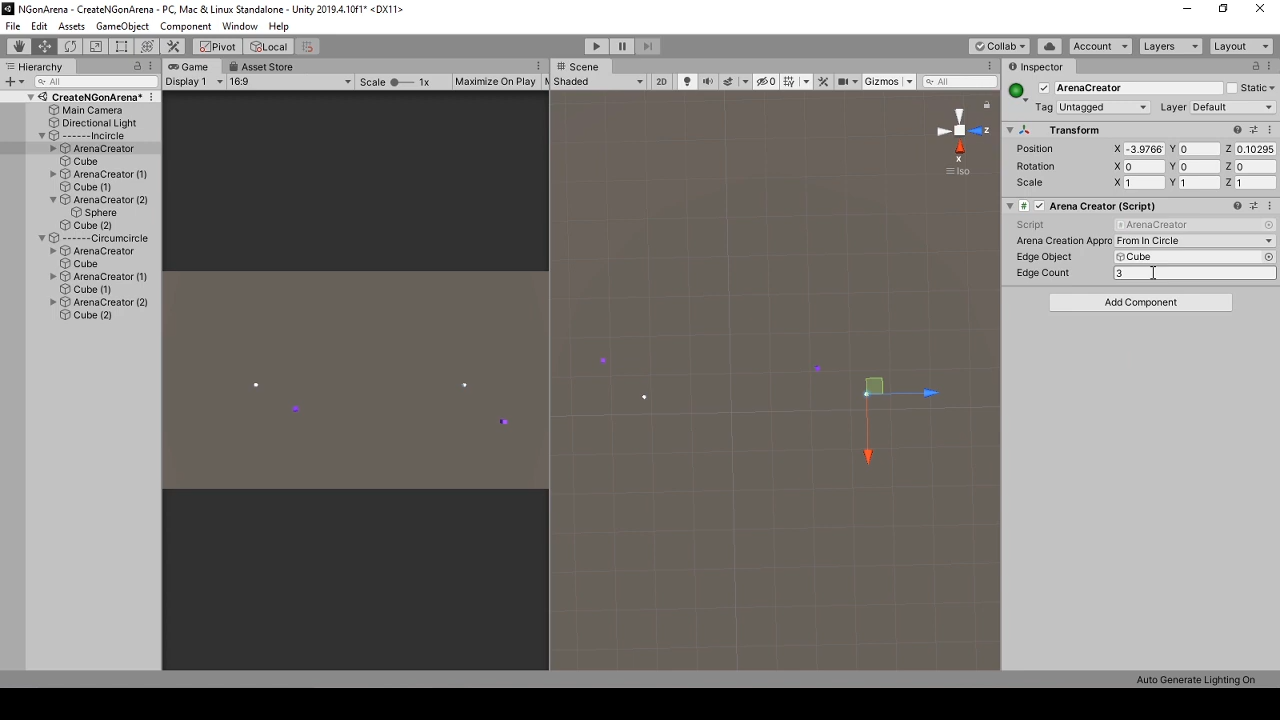 NGonArena - CreateNGonArena - PC, Mac & Linux Standalone - Unity 2019.4.10f1* <DX11>
File Edit Assets GameObject Component Window Help
Pivot Local Collab Account Layers Layout
Hierarchy Game Asset Store Scene Inspector
All Display 1 16:9 Scale 1x Maximize On Play M Shaded 2D 0 Gizmos All
ArenaCreator Static
Tag Untagged Layer Default
CreateNGonArena*
Main Camera
Directional Light
------Incircle
ArenaCreator
Cube
ArenaCreator (1)
Cube (1)
ArenaCreator (2)
Sphere
Cube (2)
------Circumcircle
ArenaCreator
Cube
ArenaCreator (1)
Cube (1)
ArenaCreator (2)
Cube (2)
z
x
Iso
Transform
Position X -3.9766 Y 0 Z 0.10295
Rotation X 0 Y 0 Z 0
Scale X 1 Y 1 Z 1
# Arena Creator (Script)
Script # ArenaCreator
Arena Creation Appro From In Circle
Edge Object Cube
Edge Count 3
Add Component
Auto Generate Lighting On